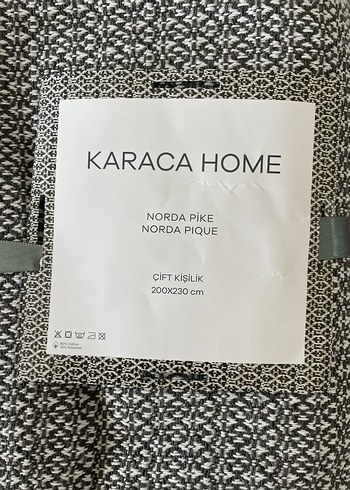 KARACA HOME
NORDA PİKE
NORDA PIQUE
ÇİFT KİŞİLİK
200X230 cm